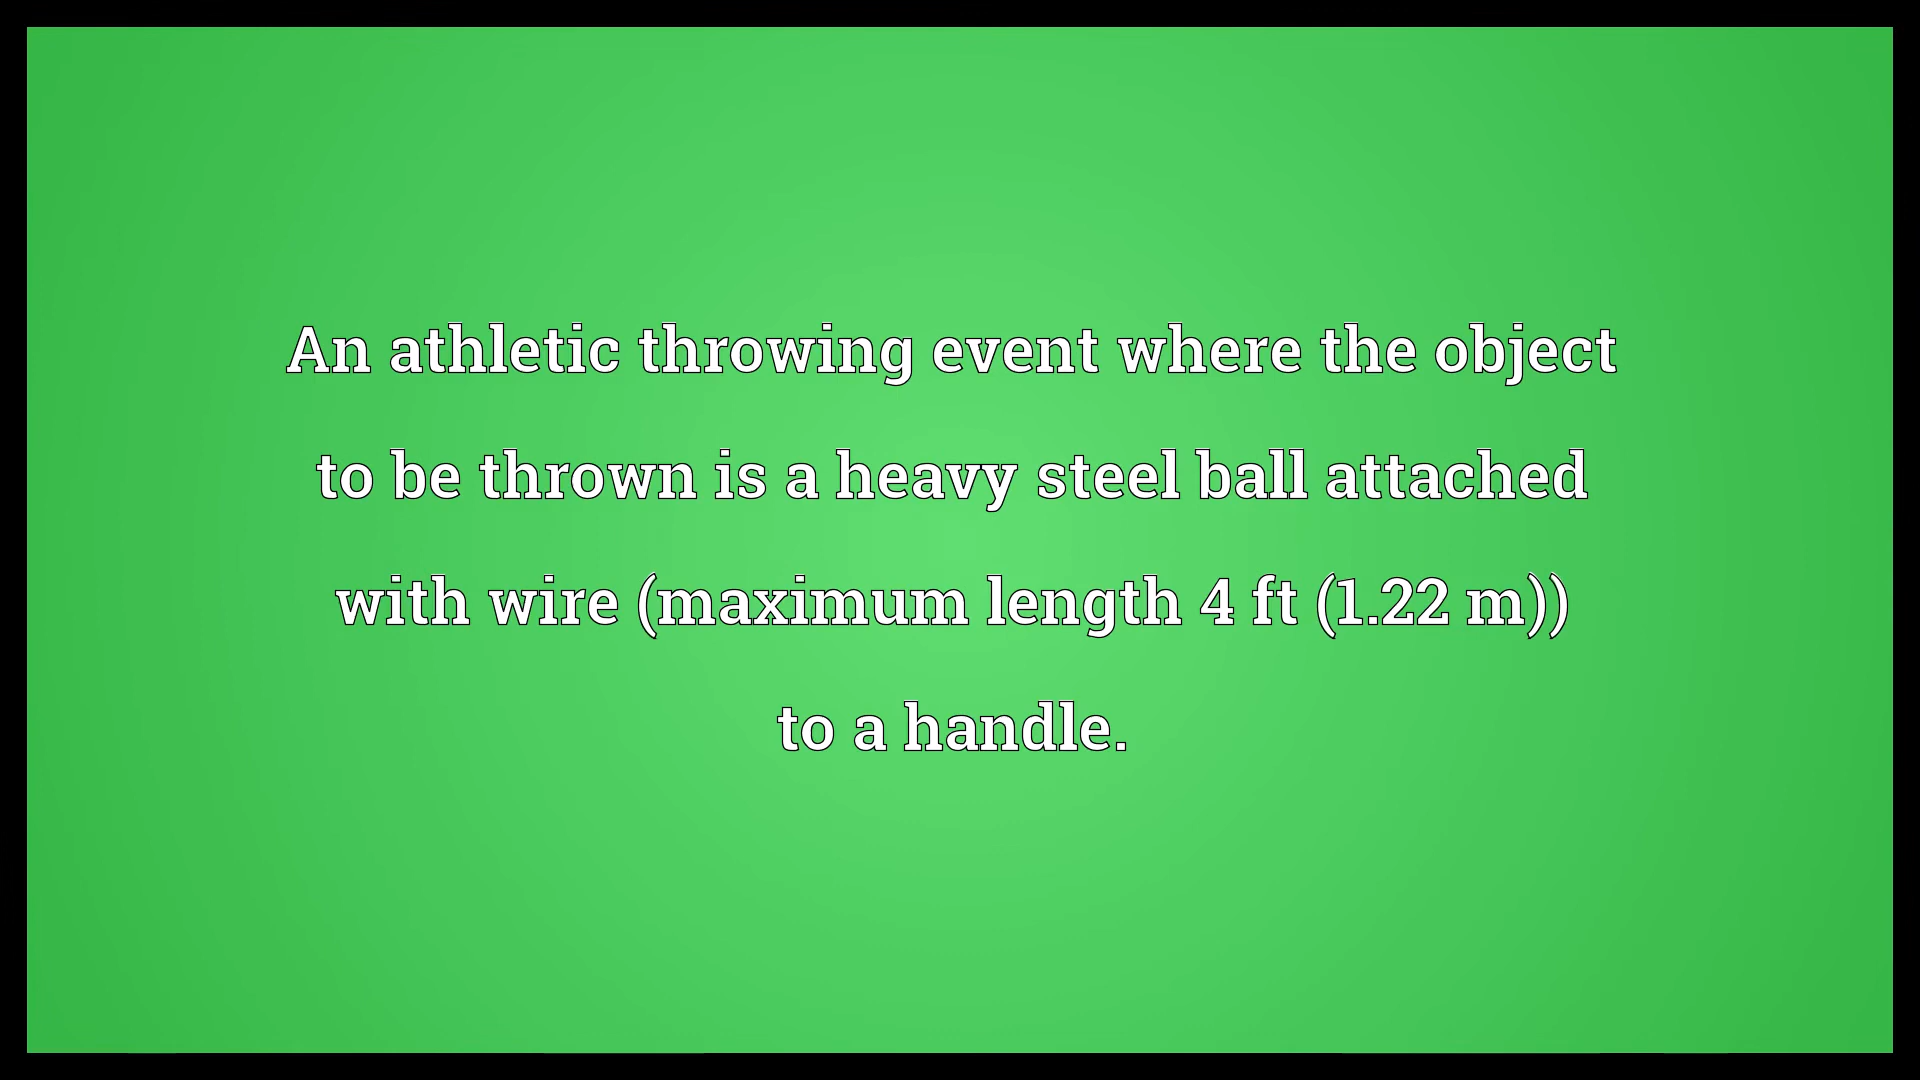 An athletic throwing event where the object
to be thrown is a heavy steel ball attached
with wire (maximum length 4 ft (1.22 m))
to a handle.